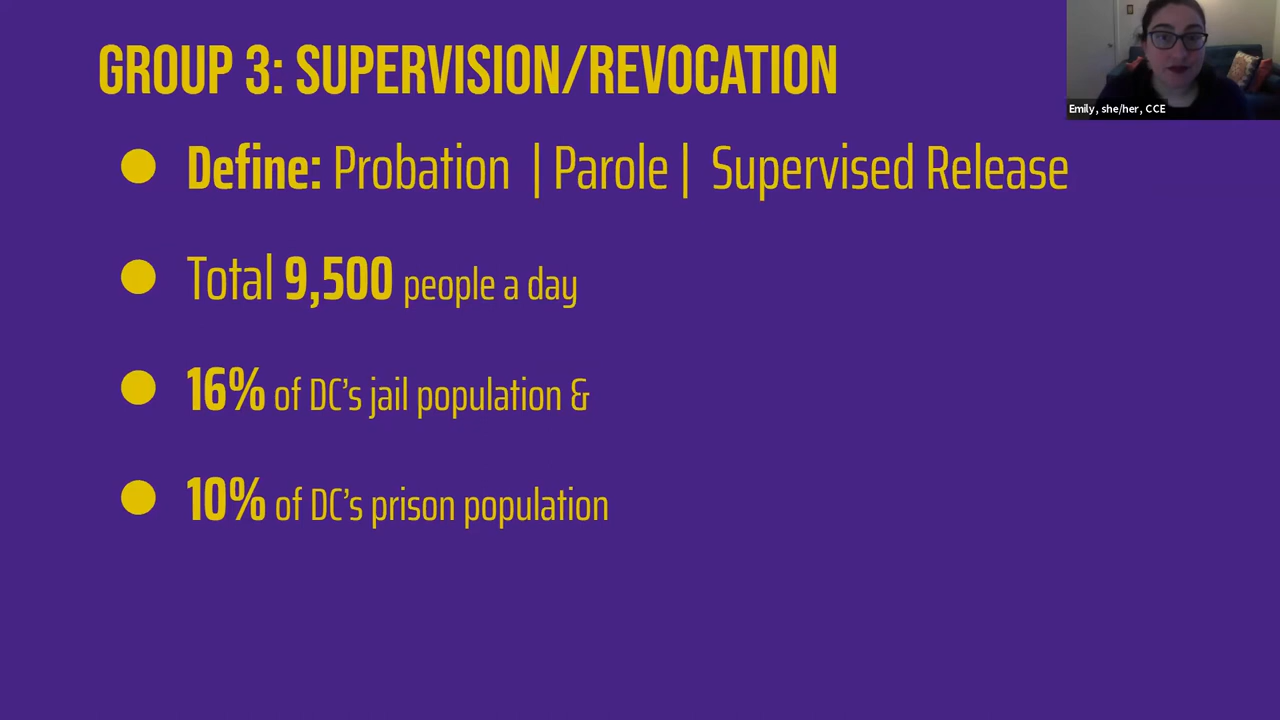 GROUP 3: SUPERVISION/REVOCATION
Emily, she/her, CCE
Define: Probation | Parole | Supervised Release
Total 9,500 people a day
16% of DC's jail population &
10% of DC's prison population